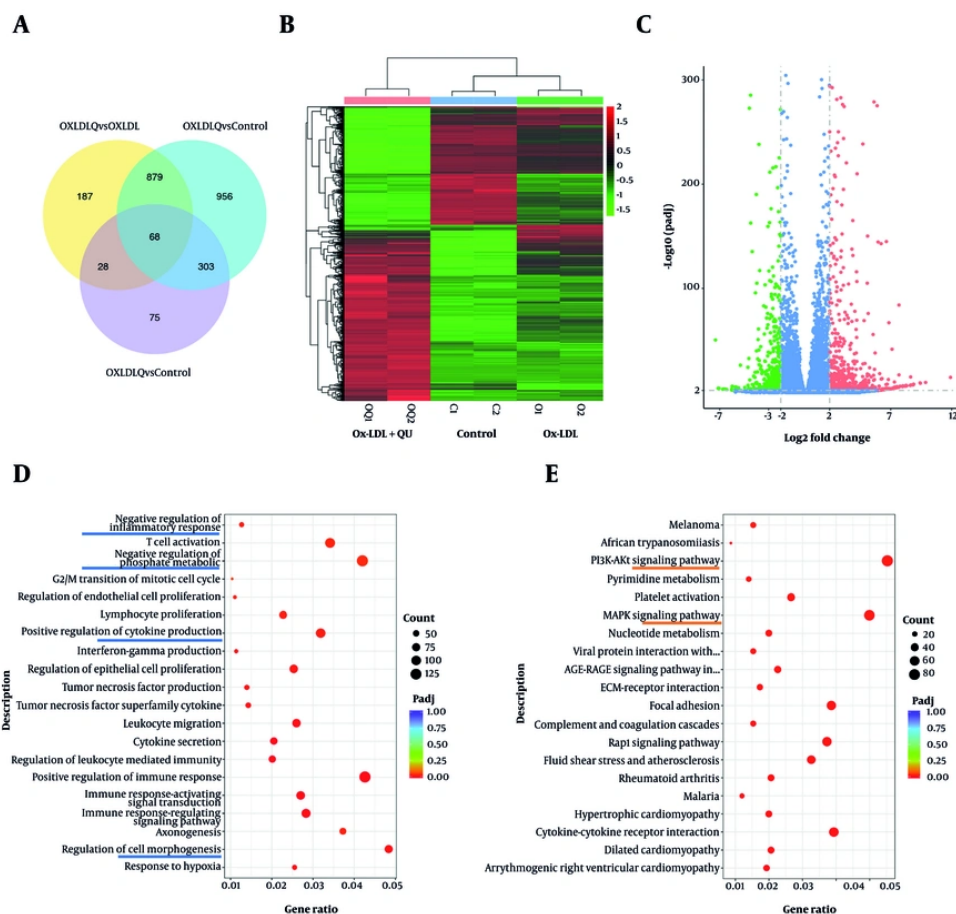 A
OXLDLQvsOXLDL
OXLDLQvsControl
187
879
956
68
28
303
75
OXLDLQvsControl
B
2
1.5
1
0.5
0
-0.5
-1
-1.5
OQ1
OQ2
C1
C2
O1
O2
Ox-LDL + QU
Control
Ox-LDL
C
-Log10 (padj)
300
200
100
2
-7
-3
-2
2
7
12
Log2 fold change
D
Description
Negative regulation of
inflammatory response
T cell activation
Negative regulation of
phosphate metabolic
G2/M transition of mitotic cell cycle
Regulation of endothelial cell proliferation
Lymphocyte proliferation
Positive regulation of cytokine production
Interferon-gamma production
Regulation of epithelial cell proliferation
Tumor necrosis factor production
Tumor necrosis factor superfamily cytokine
Leukocyte migration
Cytokine secretion
Regulation of leukocyte mediated immunity
Positive regulation of immune response
Immune response-activating
signal transduction
Immune response-regulating
signaling pathway
Axonogenesis
Regulation of cell morphogenesis
Response to hypoxia
0.01
0.02
0.03
0.04
0.05
Gene ratio
Count
50
75
100
125
Padj
1.00
0.75
0.50
0.25
0.00
E
Description
Melanoma
African trypanosomiiasis
PI3K-AKt signaling pathway
Pyrimidine metabolism
Platelet activation
MAPK signaling pathway
Nucleotide metabolism
Viral protein interaction with...
AGE-RAGE signaling pathway in...
ECM-receptor interaction
Focal adhesion
Complement and coagulation cascades
Rap1 signaling pathway
Fluid shear stress and atherosclerosis
Rheumatoid arthritis
Malaria
Hypertrophic cardiomyopathy
Cytokine-cytokine receptor interaction
Dilated cardiomyopathy
Arrythmogenic right ventricular cardiomyopathy
0.01
0.02
0.03
0.04
0.05
Gene ratio
Count
20
40
60
80
Padj
1.00
0.75
0.50
0.25
0.00